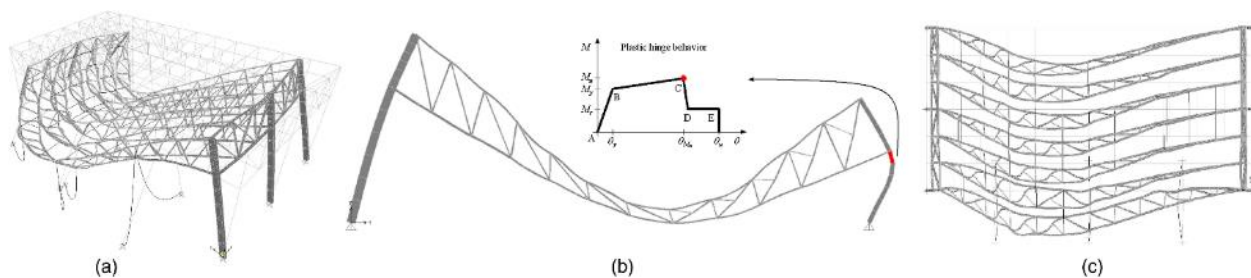 M
Plastic hinge behavior
Mu
My
Mr
A
B
C
D
E
θy
θMu
θu
θ
(a)
(b)
(c)